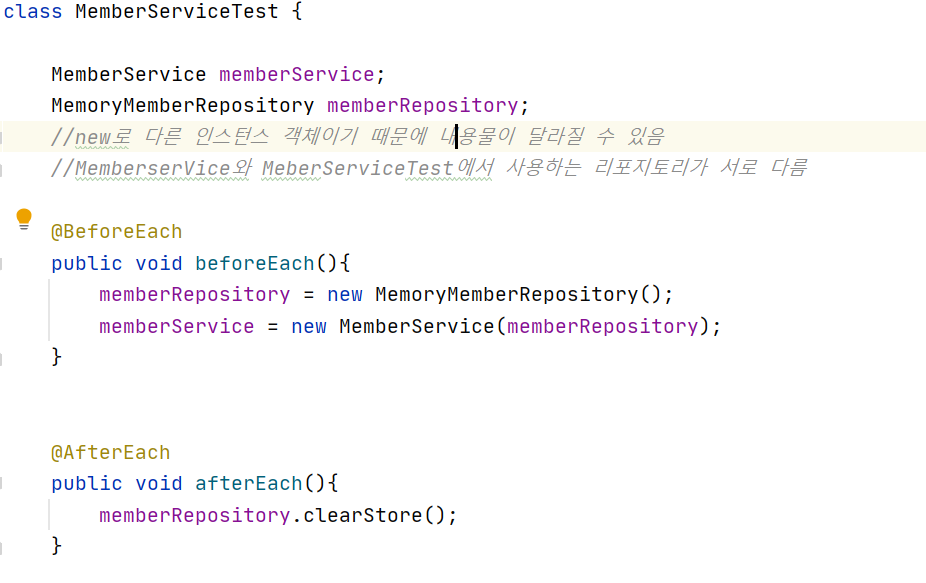 class MemberServiceTest {
MemberService memberService;
MemoryMemberRepository memberRepository;
//new로 다른 인스턴스 객체이기 때문에 내용물이 달라질 수 있음
//MemberserVice와 MeberServiceTest에서 사용하는 리포지토리가 서로 다름
@BeforeEach
public void beforeEach(){
memberRepository = new MemoryMemberRepository();
memberService = new MemberService(memberRepository);
}
@AfterEach
public void afterEach(){
memberRepository.clearStore();
}